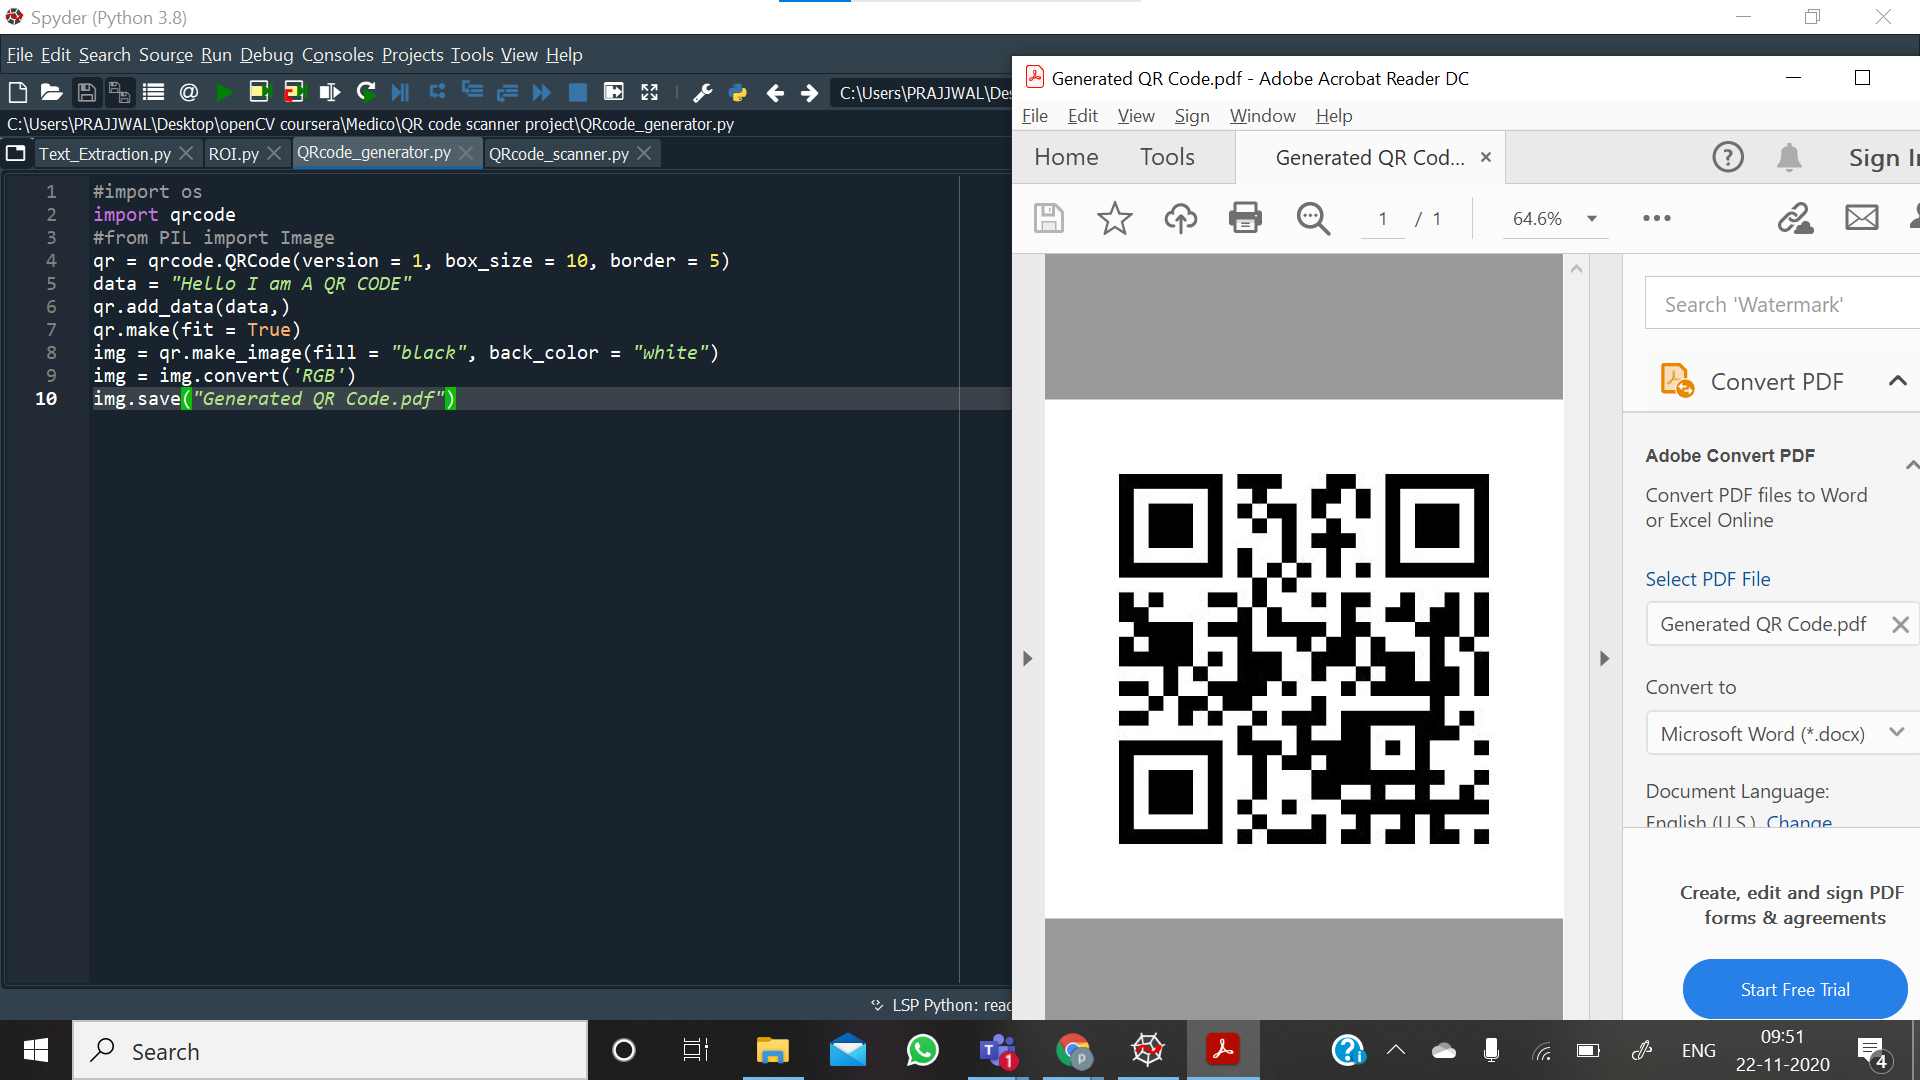 Spyder (Python 3.8)
File Edit Search Source Run Debug Consoles Projects Tools View Help
C:\Users\PRAJJWAL\Des
C:\Users\PRAJJWAL\Desktop\openCV coursera\Medico\QR code scanner project\QRcode_generator.py
Text_Extraction.py ROI.py QRcode_generator.py QRcode_scanner.py
1 #import os
2 import qrcode
3 #from PIL import Image
4 qr = qrcode.QRCode(version = 1, box_size = 10, border = 5)
5 data = "Hello I am A QR CODE"
6 qr.add_data(data,)
7 qr.make(fit = True)
8 img = qr.make_image(fill = "black", back_color = "white")
9 img = img.convert('RGB')
10 img.save("Generated QR Code.pdf")
LSP Python: read
Generated QR Code.pdf - Adobe Acrobat Reader DC
File Edit View Sign Window Help
Home Tools Generated QR Cod... × Sign In
1 / 1 64.6%
Search 'Watermark'
Convert PDF
Adobe Convert PDF
Convert PDF files to Word
or Excel Online
Select PDF File
Generated QR Code.pdf
Convert to
Microsoft Word (*.docx)
Document Language:
English (U.S.) Change
Create, edit and sign PDF
forms & agreements
Start Free Trial
Search
1
p
ENG
09:51
22-11-2020
4